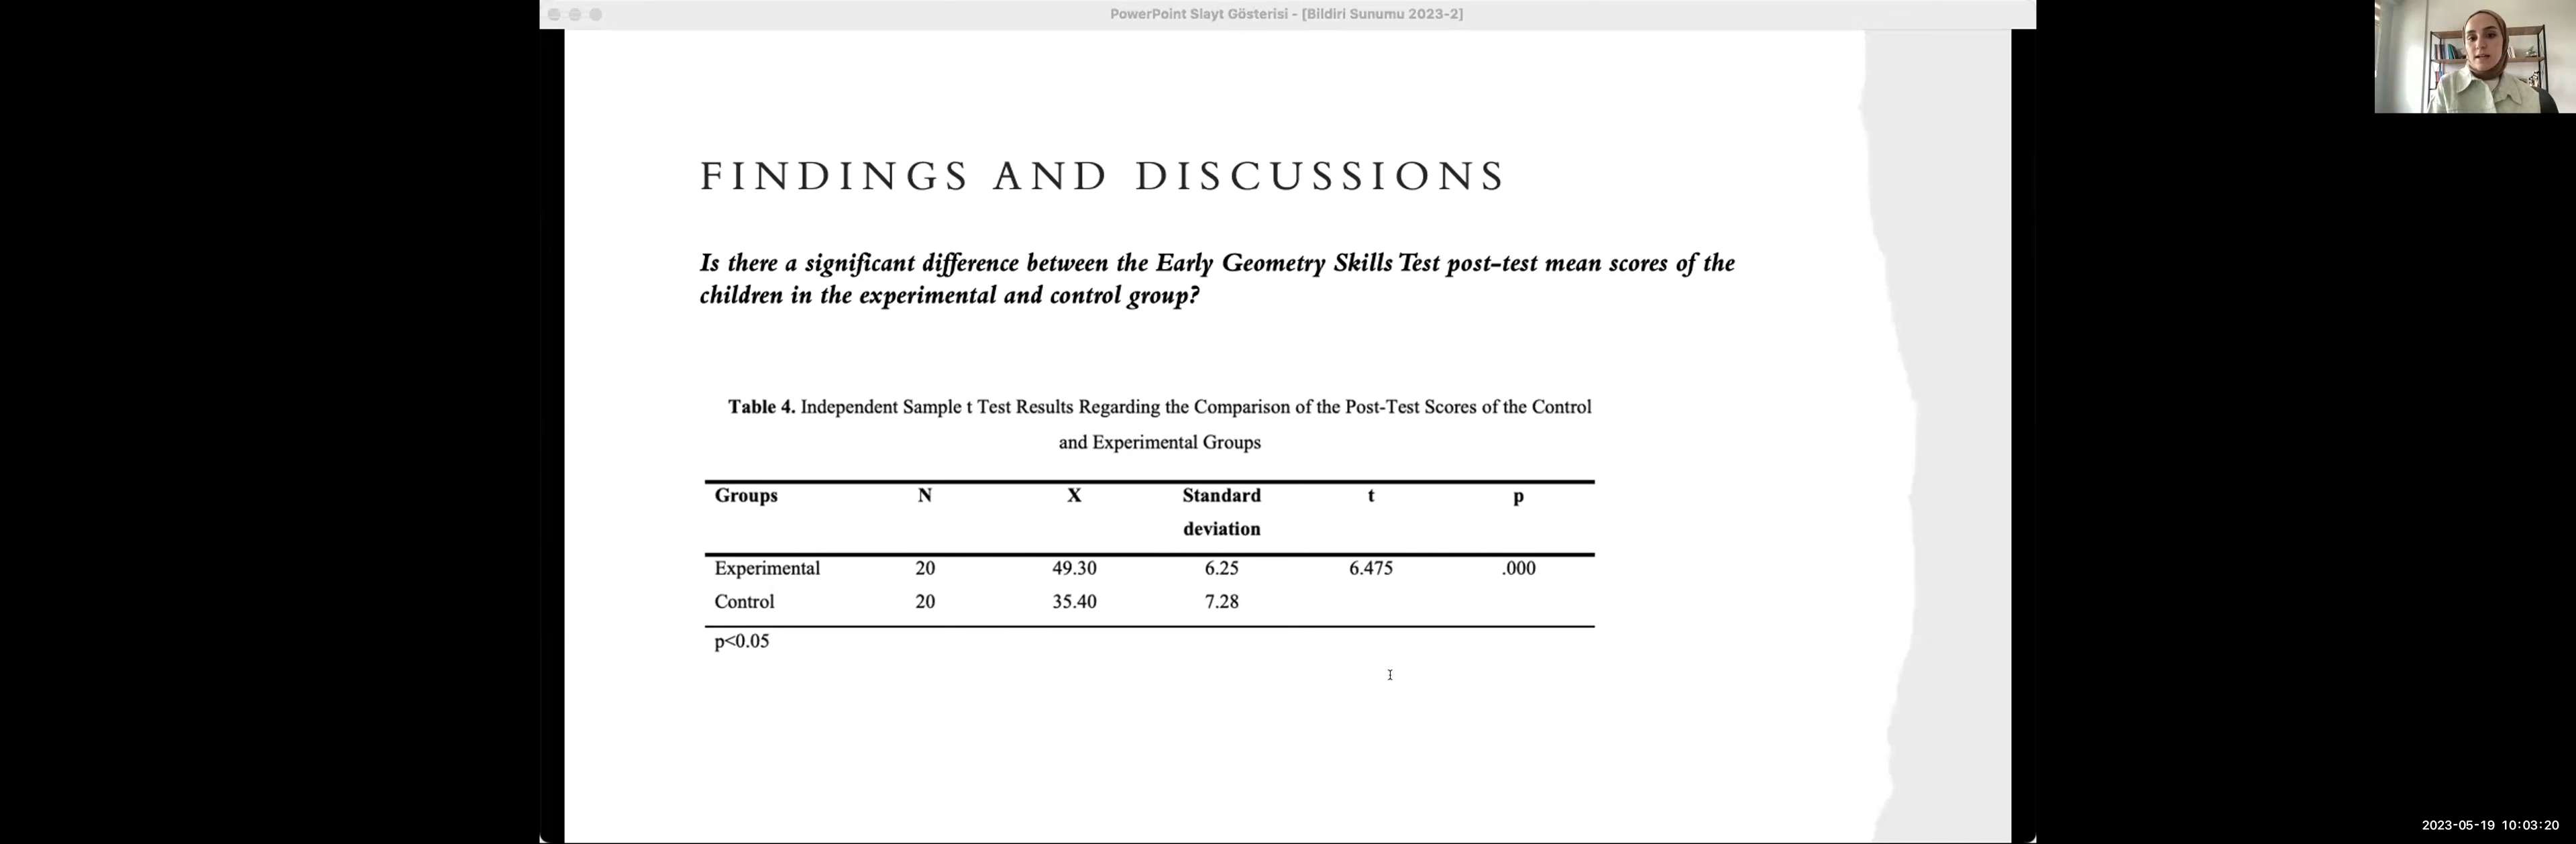 PowerPoint Slayt Gösterisi - [Bildiri Sunumu 2023-2]
FINDINGS AND DISCUSSIONS
Is there a significant difference between the Early Geometry Skills Test post-test mean scores of the
children in the experimental and control group?
Table 4. Independent Sample t Test Results Regarding the Comparison of the Post-Test Scores of the Control
and Experimental Groups
Groups N X Standard deviation t p
Experimental 20 49.30 6.25 6.475 .000
Control 20 35.40 7.28
p<0.05
2023-05-19 10:03:20